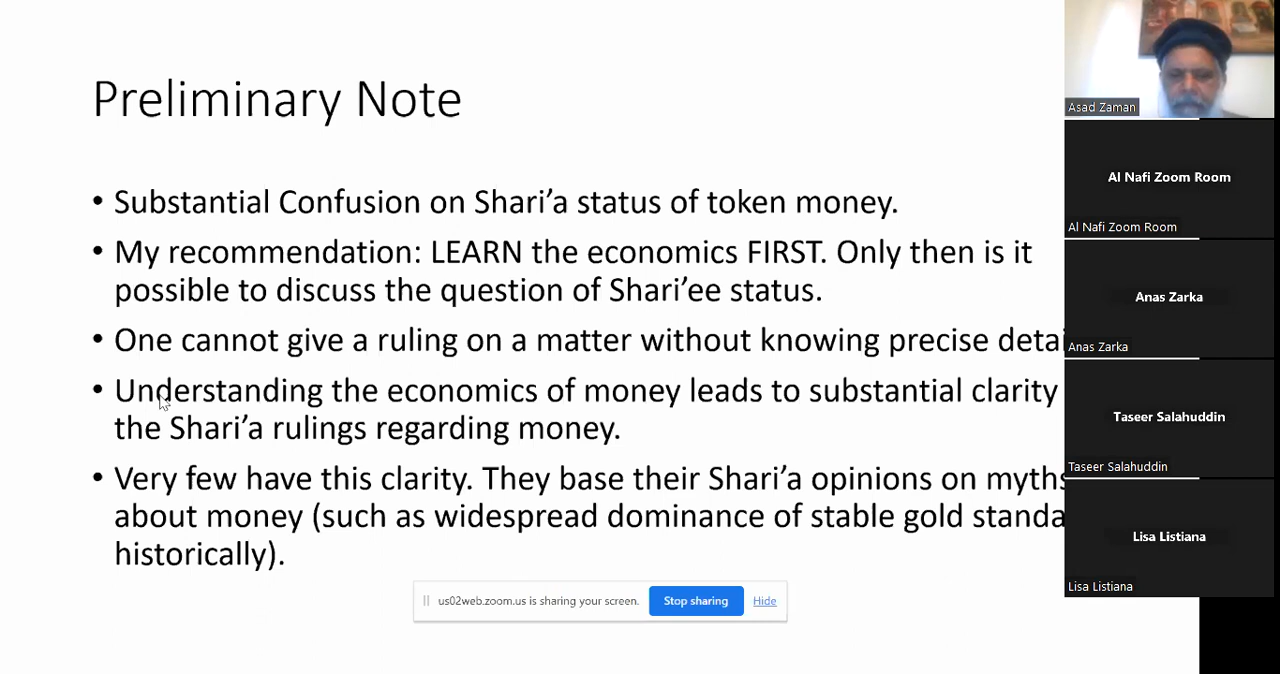 Preliminary Note
• Substantial Confusion on Shari’a status of token money.
• My recommendation: LEARN the economics FIRST. Only then is it
possible to discuss the question of Shari’ee status.
• One cannot give a ruling on a matter without knowing precise
• Understanding the economics of money leads to substantial clarity
the Shari’a rulings regarding money.
• Very few have this clarity. They base their Shari’a opinions on myths
about money (such as widespread dominance of stable gold
historically).
us02web.zoom.us is sharing your screen. Stop sharing Hide
Asad Zaman
Al Nafi Zoom Room
Al Nafi Zoom Room
Anas Zarka
Anas Zarka
Taseer Salahuddin
Taseer Salahuddin
Lisa Listiana
Lisa Listiana